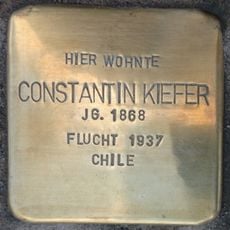 HIER WOHNTE
CONSTANTIN KIEFER
JG. 1868
FLUCHT 1937
CHILE